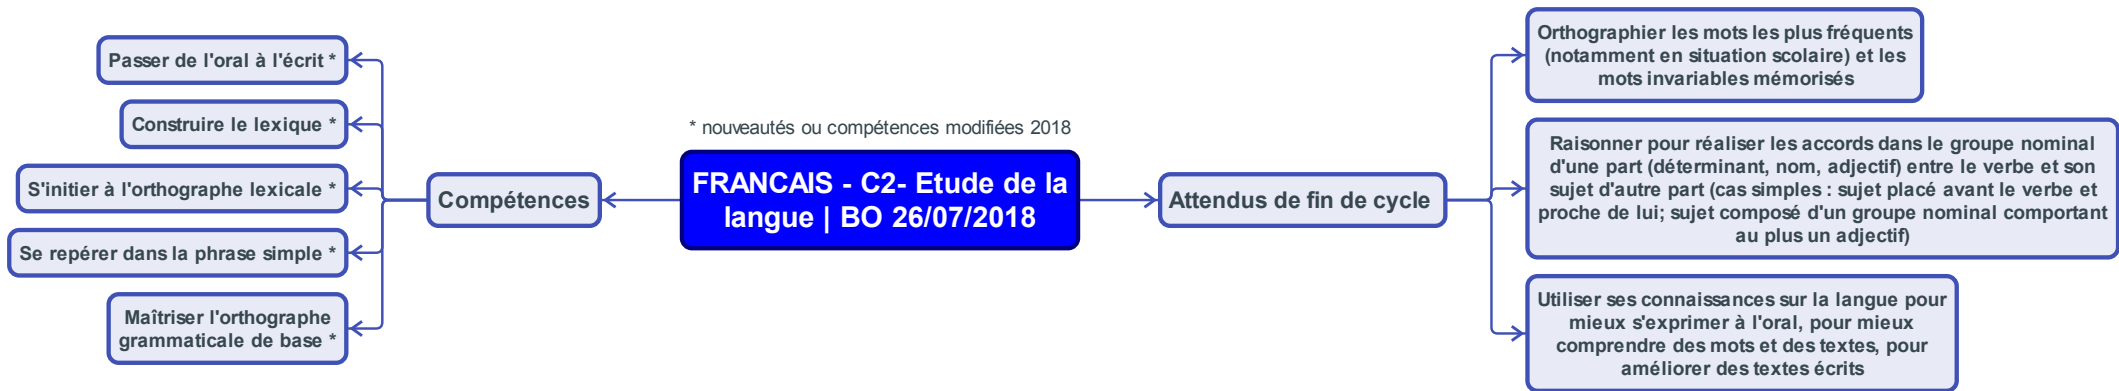 * nouveautés ou compétences modifiées 2018
FRANCAIS - C2- Etude de la
langue | BO 26/07/2018
Compétences
Passer de l'oral à l'écrit *
Construire le lexique *
S'initier à l'orthographe lexicale *
Se repérer dans la phrase simple *
Maîtriser l'orthographe
grammaticale de base *
Attendus de fin de cycle
Orthographier les mots les plus fréquents
(notamment en situation scolaire) et les
mots invariables mémorisés
Raisonner pour réaliser les accords dans le groupe nominal
d'une part (déterminant, nom, adjectif) entre le verbe et son
sujet d'autre part (cas simples : sujet placé avant le verbe et
proche de lui; sujet composé d'un groupe nominal comportant
au plus un adjectif)
Utiliser ses connaissances sur la langue pour
mieux s'exprimer à l'oral, pour mieux
comprendre des mots et des textes, pour
améliorer des textes écrits